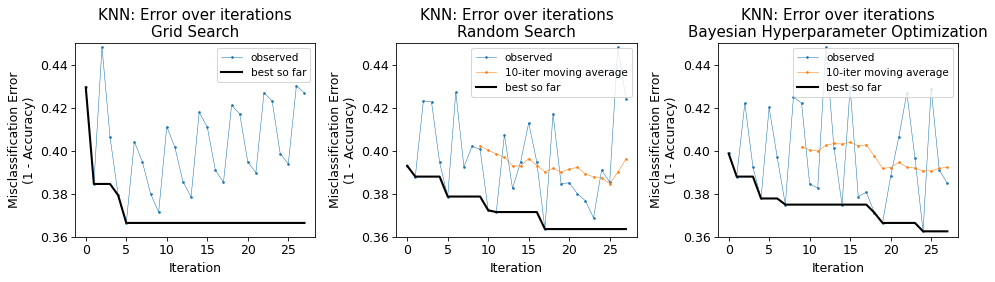 KNN: Error over iterations
Grid Search
Misclassification Error
(1 - Accuracy)
0.44
0.42
0.40
0.38
0.36
observed
best so far
0 5 10 15 20 25
Iteration
KNN: Error over iterations
Random Search
Misclassification Error
(1 - Accuracy)
0.44
0.42
0.40
0.38
0.36
observed
10-iter moving average
best so far
0 5 10 15 20 25
Iteration
KNN: Error over iterations
Bayesian Hyperparameter Optimization
Misclassification Error
(1 - Accuracy)
0.44
0.42
0.40
0.38
0.36
observed
10-iter moving average
best so far
0 5 10 15 20 25
Iteration